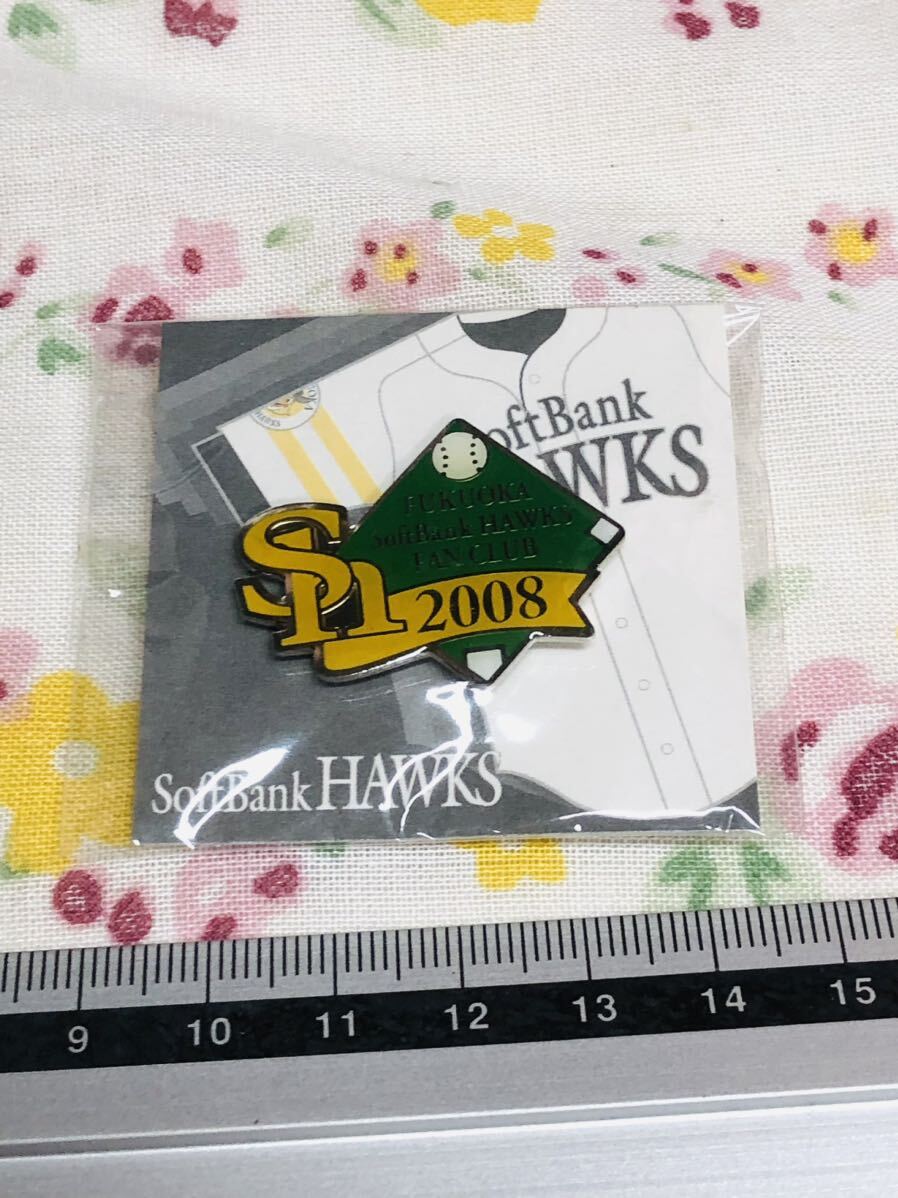 SoftBank
HAWKS
FUKUOKA
SoftBank HAWKS
FAN CLUB
SH 2008
SoftBank HAWKS
9 10 11 12 13 14 15